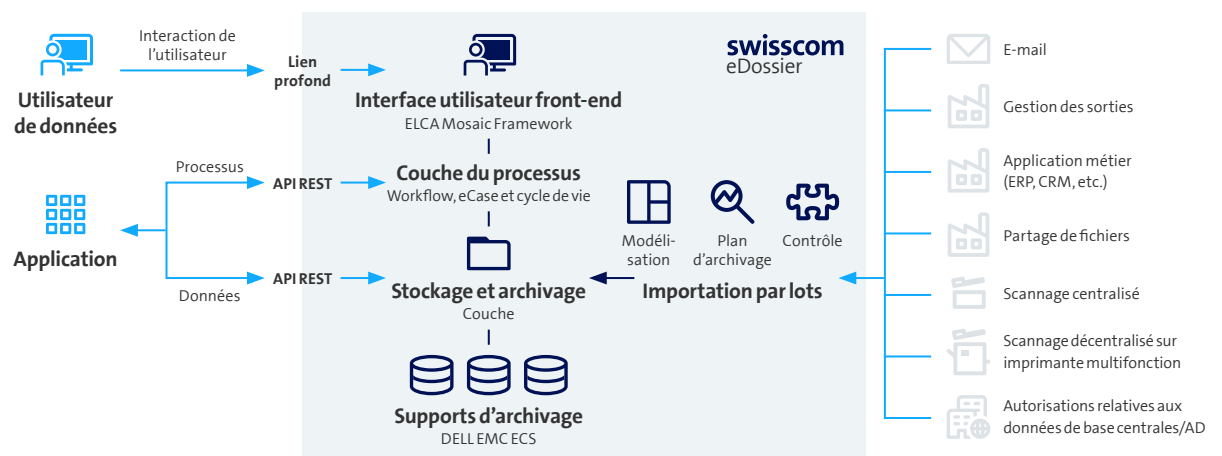 Interaction de
l'utilisateur
Utilisateur
de données
Lien
profond
Processus
API REST
Application
Données
API REST
swisscom
eDossier
Interface utilisateur front-end
ELCA Mosaic Framework
Couche du processus
Workflow, eCase et cycle de vie
Stockage et archivage
Couche
Supports d'archivage
DELL EMC ECS
Modéli-
sation
Plan
d'archivage
Contrôle
Importation par lots
E-mail
Gestion des sorties
Application métier
(ERP, CRM, etc.)
Partage de fichiers
Scannage centralisé
Scannage décentralisé sur
imprimante multifonction
Autorisations relatives aux
données de base centrales/AD